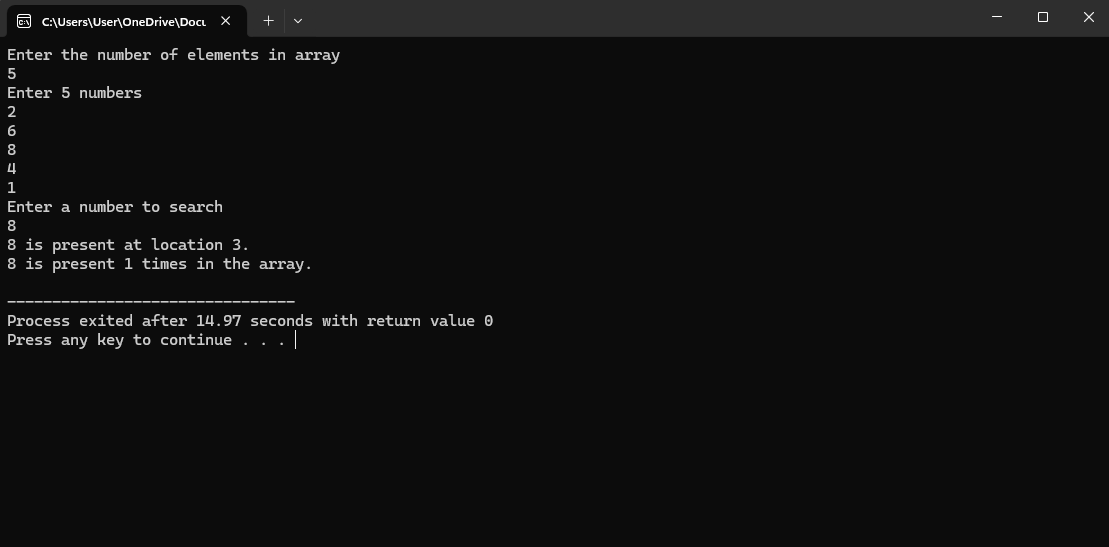 C:\Users\User\OneDrive\Docu
Enter the number of elements in array
5
Enter 5 numbers
2
6
8
4
1
Enter a number to search
8
8 is present at location 3.
8 is present 1 times in the array.
--------------------------------
Process exited after 14.97 seconds with return value 0
Press any key to continue . . .